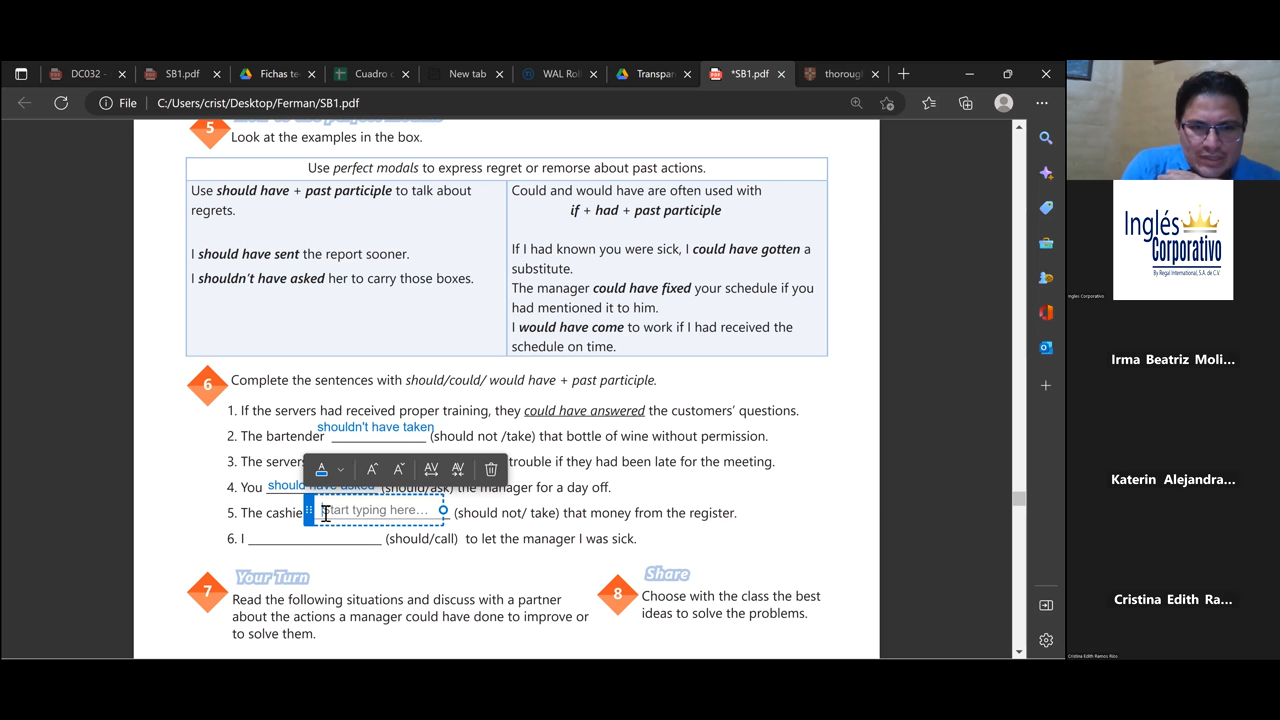 DC032 -
SB1.pdf
Fichas te
Cuadro c
New tab
WAL Roll
Transpar
*SB1.pdf
thoroug
File
C:/Users/crist/Desktop/Ferman/SB1.pdf
5
Look at the examples in the box.
Use perfect modals to express regret or remorse about past actions.
Use should have + past participle to talk about
regrets.
I should have sent the report sooner.
I shouldn't have asked her to carry those boxes.
Could and would have are often used with
if + had + past participle
If I had known you were sick, I could have gotten a
substitute.
The manager could have fixed your schedule if you
had mentioned it to him.
I would have come to work if I had received the
schedule on time.
6
Complete the sentences with should/could/ would have + past participle.
1. If the servers had received proper training, they could have answered the customers' questions.
shouldn't have taken
2. The bartender ______________ (should not /take) that bottle of wine without permission.
3. The servers trouble if they had been late for the meeting.
4. You should have asked (should/ask) the manager for a day off.
5. The cashie Start typing here... (should not/ take) that money from the register.
6. I ____________________ (should/call) to let the manager I was sick.
7
Your Turn
Read the following situations and discuss with a partner
about the actions a manager could have done to improve or
to solve them.
8
Share
Choose with the class the best
ideas to solve the problems.
Inglés
Corporativo
By Regal International, S.A. de C.V.
Inglés Corporativo
Irma Beatriz Moli...
Katerin Alejandra...
Cristina Edith Ra...
Cristina Edith Ramos Ríos